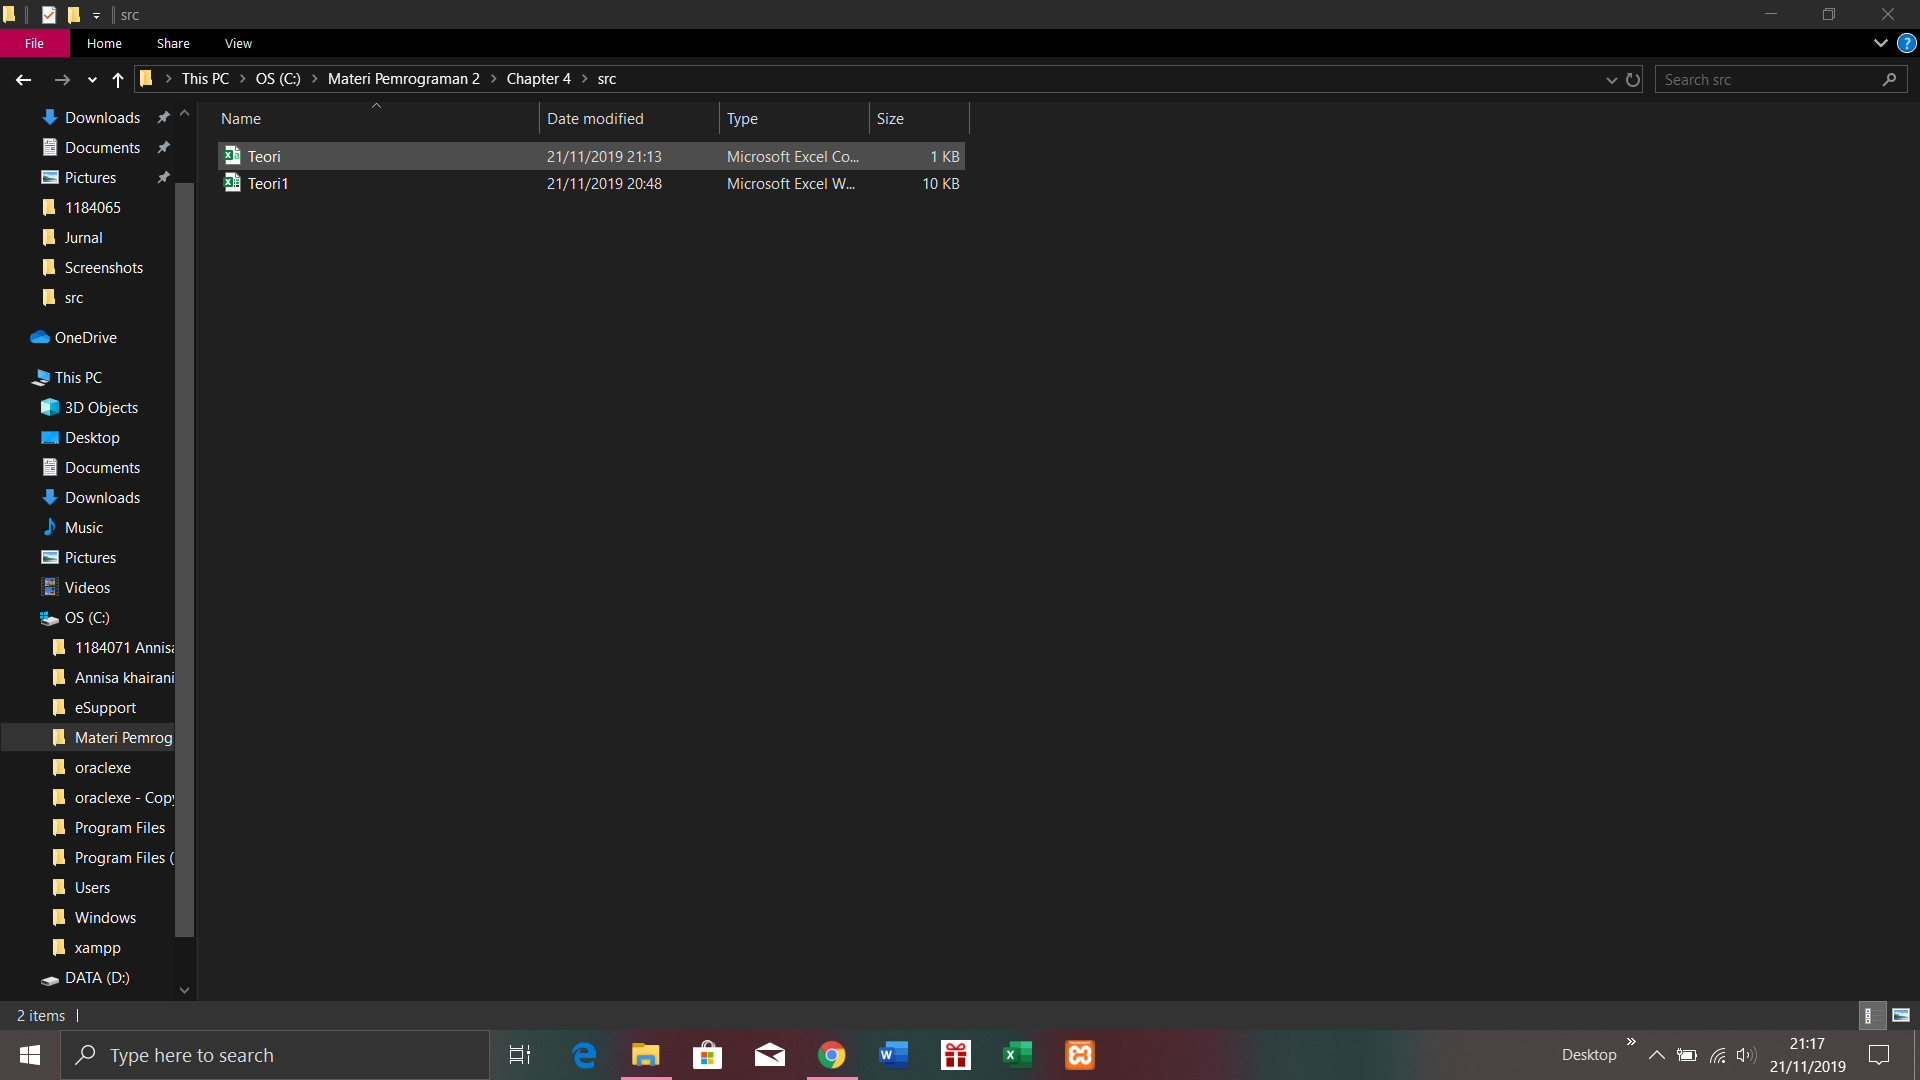 src
File Home Share View
This PC OS (C:) Materi Pemrograman 2 Chapter 4 src
Search src
Name Date modified Type Size
Teori 21/11/2019 21:13 Microsoft Excel Co... 1 KB
Teori1 21/11/2019 20:48 Microsoft Excel W... 10 KB
Downloads
Documents
Pictures
1184065
Jurnal
Screenshots
src
OneDrive
This PC
3D Objects
Desktop
Documents
Downloads
Music
Pictures
Videos
OS (C:)
1184071 Annisa
Annisa khairani
eSupport
Materi Pemrog
oraclexe
oraclexe - Copy
Program Files
Program Files (
Users
Windows
xampp
DATA (D:)
2 items
Type here to search
Desktop
21:17
21/11/2019